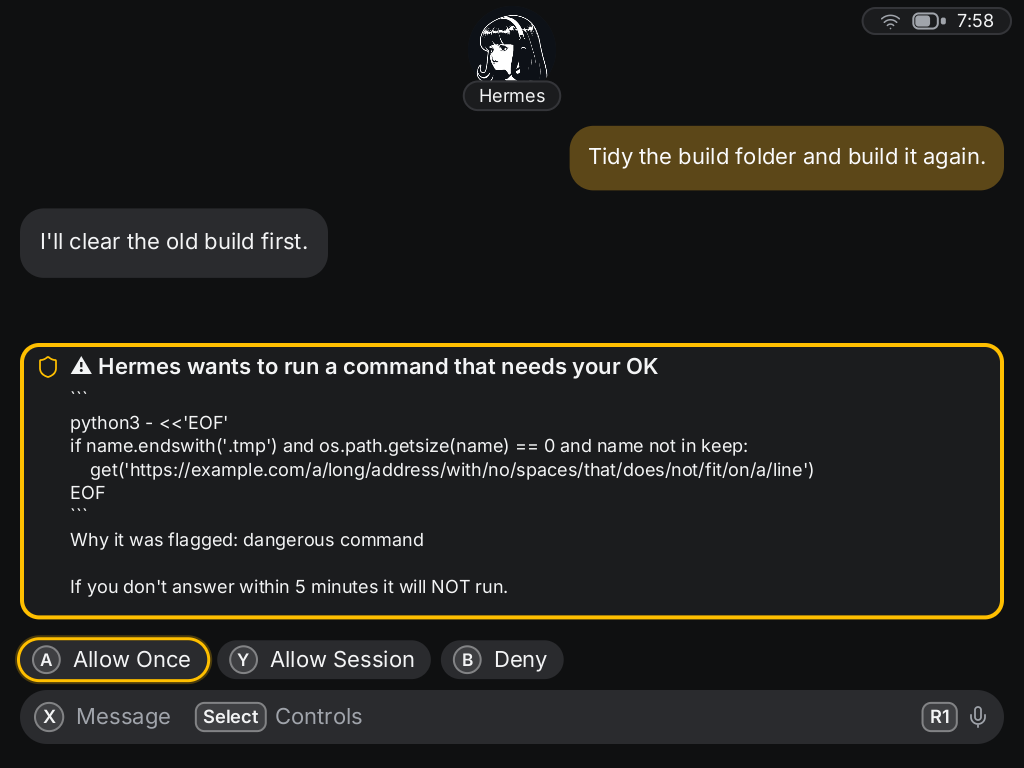 7:58
Hermes
Tidy the build folder and build it again.
I'll clear the old build first.
⚠ Hermes wants to run a command that needs your OK
```
python3 - <<'EOF'
if name.endswith('.tmp') and os.path.getsize(name) == 0 and name not in keep:
    get('https://example.com/a/long/address/with/no/spaces/that/does/not/fit/on/a/line')
EOF
```
Why it was flagged: dangerous command
If you don't answer within 5 minutes it will NOT run.
A Allow Once Y Allow Session B Deny
X Message Select Controls R1